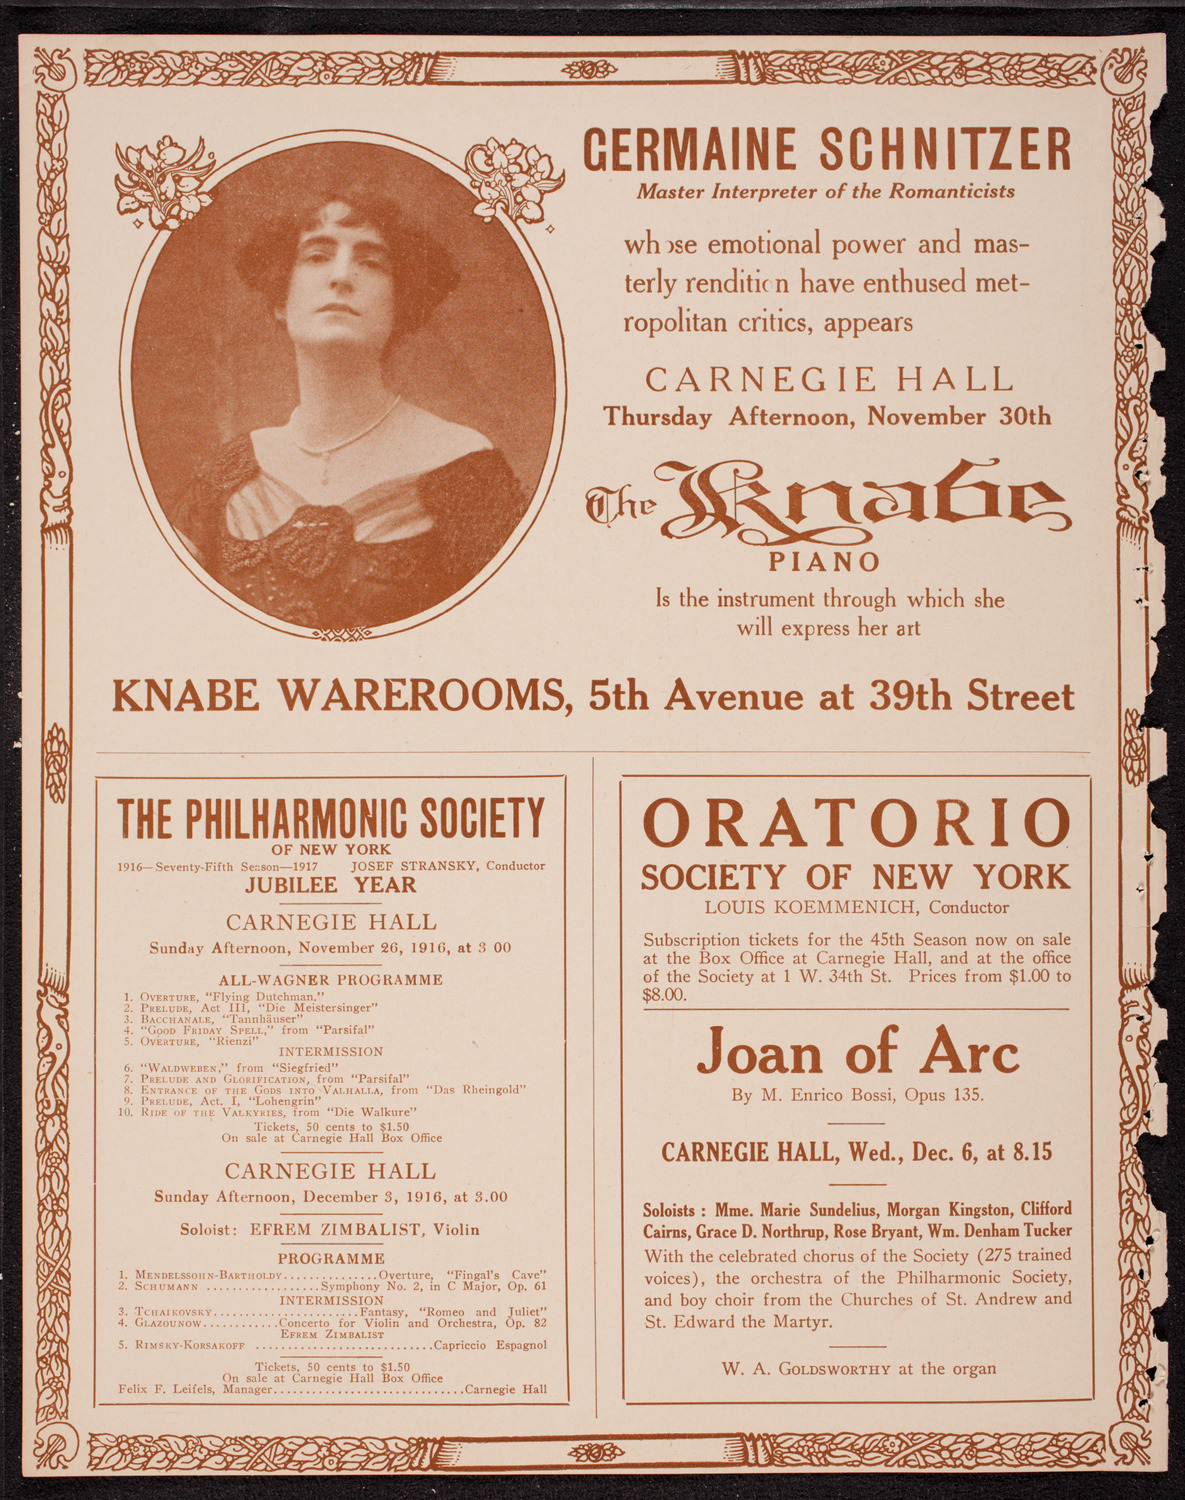 GERMAINE SCHNITZER
Master Interpreter of the Romanticists
whose emotional power and mas-
terly rendition have enthused met-
ropolitan critics, appears
CARNEGIE HALL
Thursday Afternoon, November 30th
The Knabe
PIANO
Is the instrument through which she
will express her art
KNABE WAREROOMS, 5th Avenue at 39th Street
THE PHILHARMONIC SOCIETY
OF NEW YORK
1916—Seventy-Fifth Season—1917 JOSEF STRANSKY, Conductor
JUBILEE YEAR
CARNEGIE HALL
Sunday Afternoon, November 26, 1916, at 3 00
ALL-WAGNER PROGRAMME
1. OVERTURE, "Flying Dutchman."
2. PRELUDE, Act III, "Die Meistersinger"
3. BACCHANALE, "Tannhäuser"
4. "GOOD FRIDAY SPELL," from "Parsifal"
5. OVERTURE, "Rienzi"
INTERMISSION
6. "WALDWEBEN," from "Siegfried"
7. PRELUDE AND GLORIFICATION, from "Parsifal"
8. ENTRANCE OF THE GODS INTO VALHALLA, from "Das Rheingold"
9. PRELUDE, Act. I, "Lohengrin"
10. RIDE OF THE VALKYRIES, from "Die Walkure"
Tickets, 50 cents to $1.50
On sale at Carnegie Hall Box Office
CARNEGIE HALL
Sunday Afternoon, December 3, 1916, at 3.00
Soloist: EFREM ZIMBALIST, Violin
PROGRAMME
1. MENDELSSOHN-BARTHOLDY..............Overture, "Fingal's Cave"
2. SCHUMANN .................Symphony No. 2, in C Major, Op. 61
INTERMISSION
3. TCHAIKOVSKY......................Fantasy, "Romeo and Juliet"
4. GLAZOUNOW............Concerto for Violin and Orchestra, Op. 82
EFREM ZIMBALIST
5. RIMSKY-KORSAKOFF ...........................Capriccio Espagnol
Tickets, 50 cents to $1.50
On sale at Carnegie Hall Box Office
Felix F. Leifels, Manager.............................Carnegie Hall
ORATORIO
SOCIETY OF NEW YORK
LOUIS KOEMMENICH, Conductor
Subscription tickets for the 45th Season now on sale
at the Box Office at Carnegie Hall, and at the office
of the Society at 1 W. 34th St. Prices from $1.00 to
$8.00.
Joan of Arc
By M. Enrico Bossi, Opus 135.
CARNEGIE HALL, Wed., Dec. 6, at 8.15
Soloists : Mme. Marie Sundelius, Morgan Kingston, Clifford
Cairns, Grace D. Northrup, Rose Bryant, Wm. Denham Tucker
With the celebrated chorus of the Society (275 trained
voices), the orchestra of the Philharmonic Society,
and boy choir from the Churches of St. Andrew and
St. Edward the Martyr.
W. A. GOLDSWORTHY at the organ